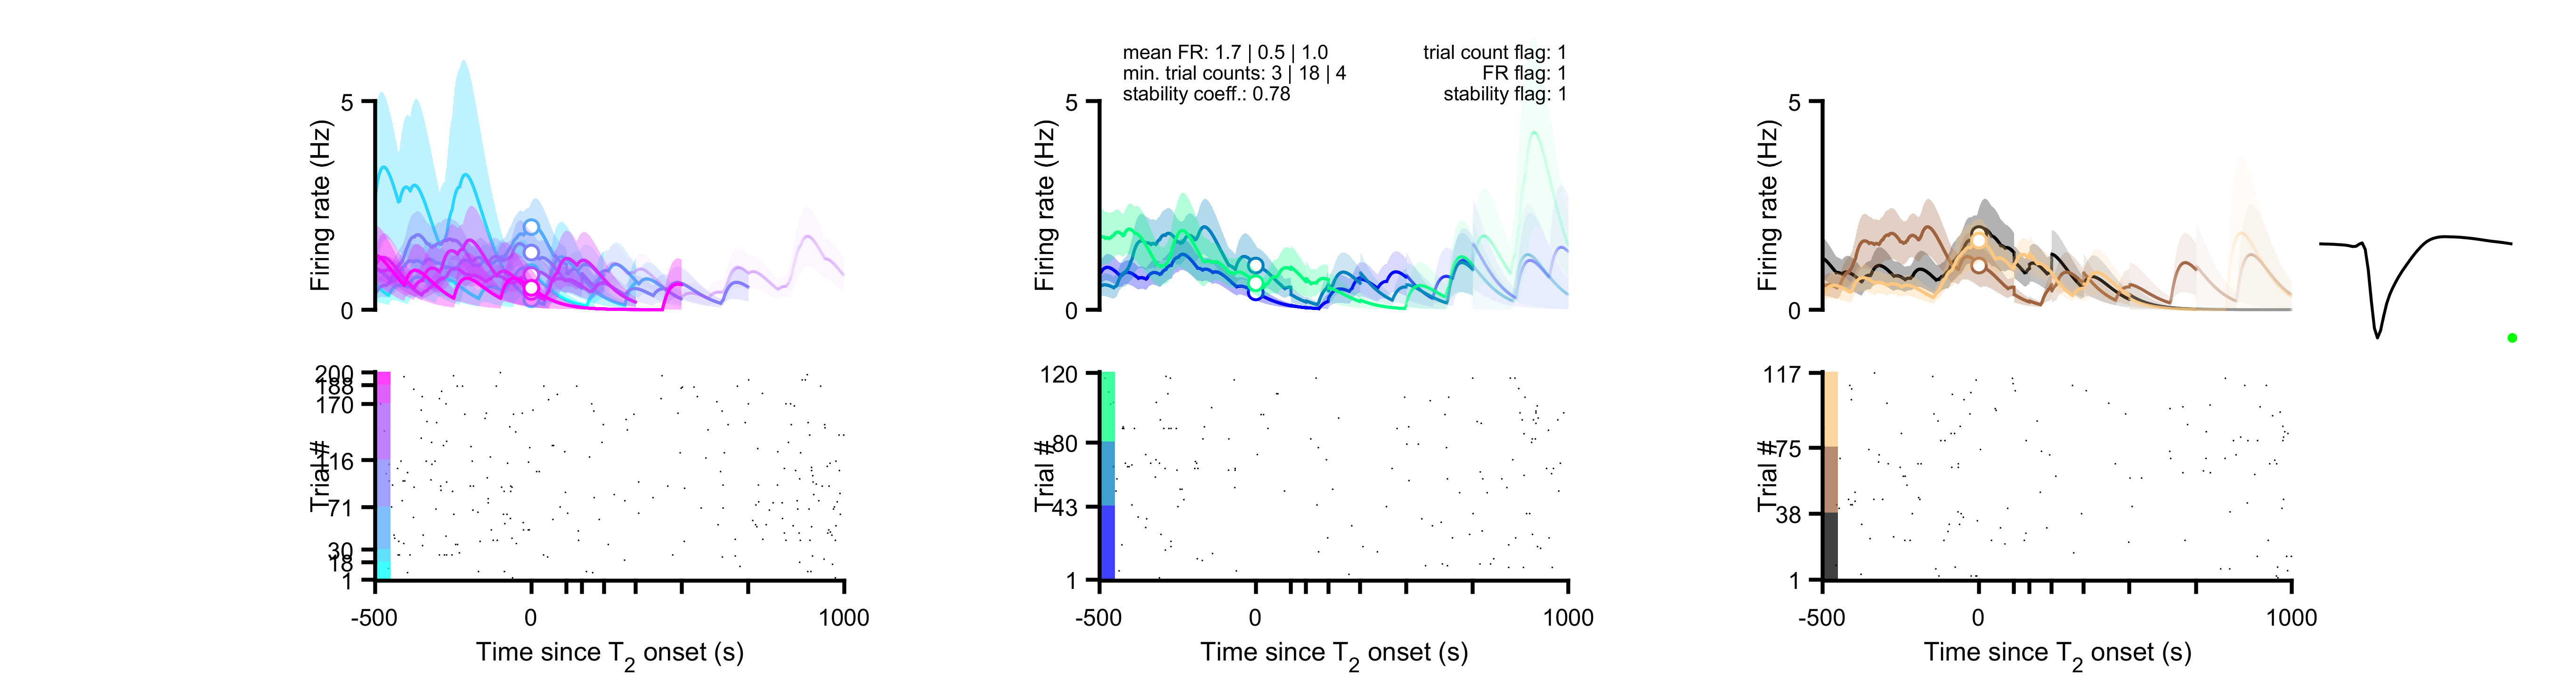 mean FR: 1.7 | 0.5 | 1.0
min. trial counts: 3 | 18 | 4
stability coeff.: 0.78
trial count flag: 1
FR flag: 1
stability flag: 1
5
0
Firing rate (Hz)
5
0
Firing rate (Hz)
5
0
Firing rate (Hz)
200
188
170
116
71
30
18
1
Trial #
-500
0
1000
Time since T2 onset (s)
120
80
43
1
Trial #
-500
0
1000
Time since T2 onset (s)
117
75
38
1
Trial #
-500
0
1000
Time since T2 onset (s)